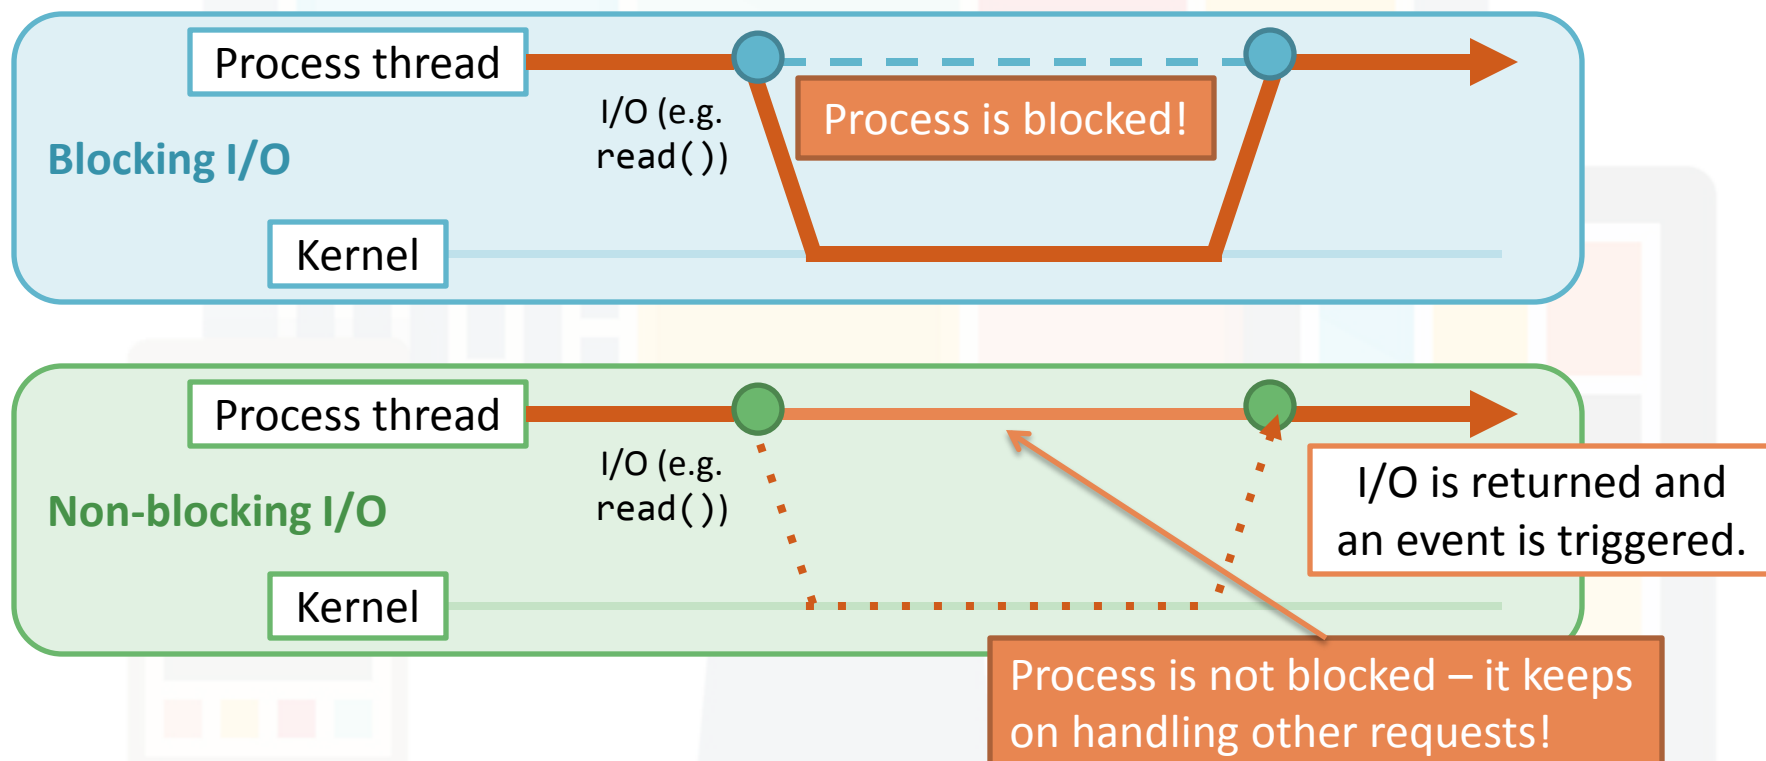 Process thread
I/O (e.g.
read())
Process is blocked!
Blocking I/O
Kernel
Process thread
I/O (e.g.
read())
Non-blocking I/O
I/O is returned and
an event is triggered.
Kernel
Process is not blocked – it keeps
on handling other requests!